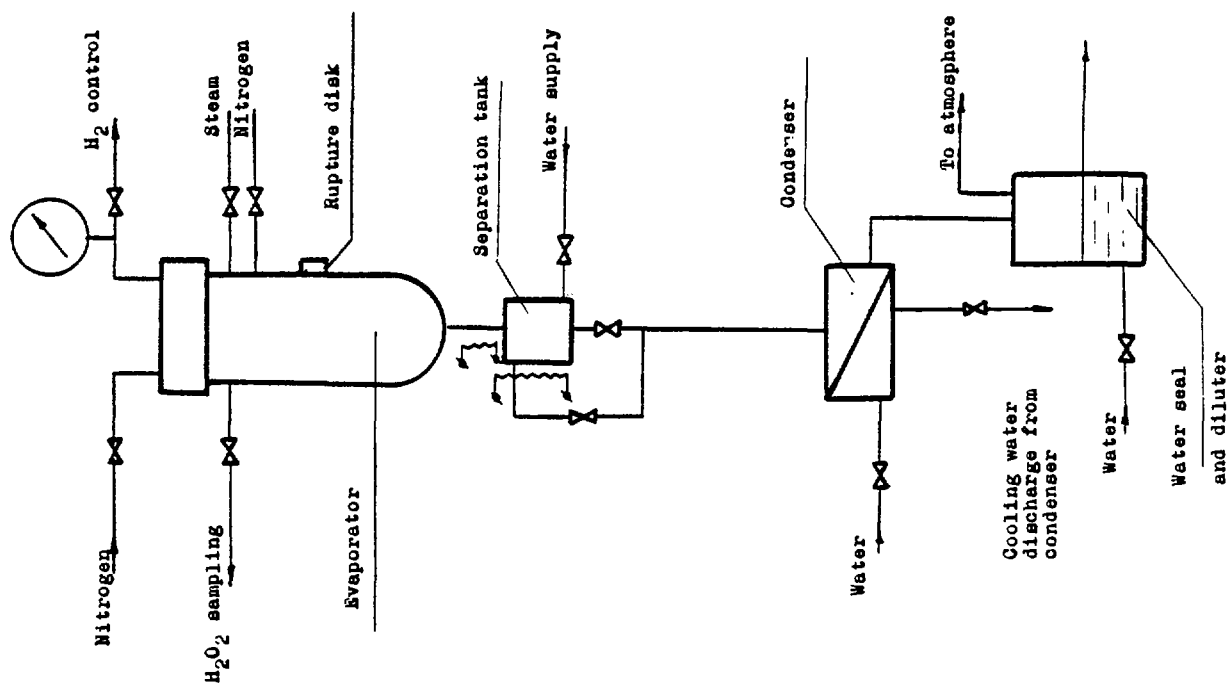 H2 control
Steam
Nitrogen
Rupture disk
Nitrogen
H2O2 sampling
Evaporator
Separation tank
Water supply
Condenser
To atmosphere
Water
Cooling water
discharge from
condenser
Water
Water seal
and diluter